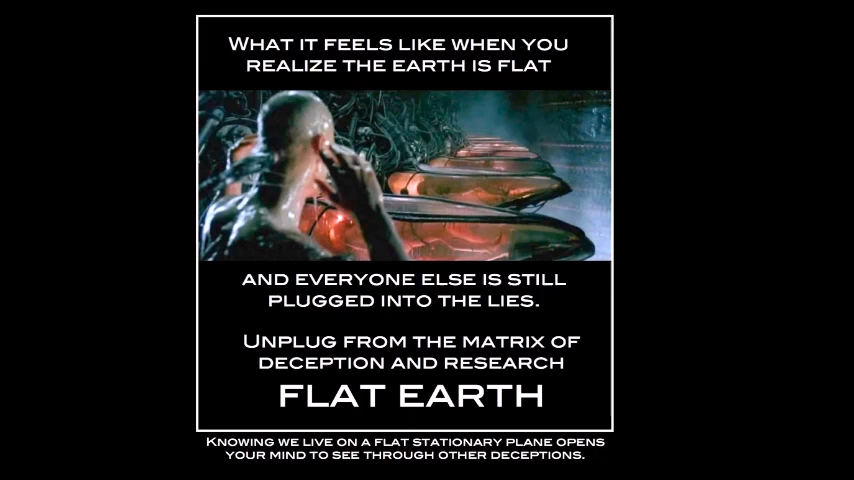 What it feels like when you
realize the earth is flat
and everyone else is still
plugged into the lies.
Unplug from the matrix of
deception and research
FLAT EARTH
Knowing we live on a flat stationary plane opens
your mind to see through other deceptions.